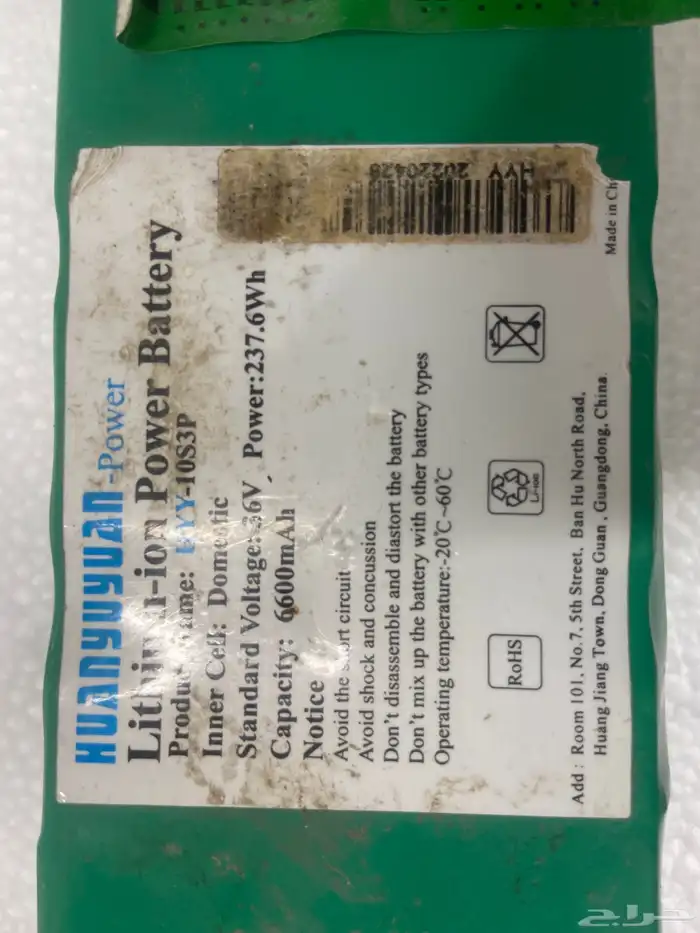 HUANYUYUAN-Power
Lithium-ion Power Battery
Product Name: HYY-10S3P
Inner Cell: Domestic
Standard Voltage: 36V, Power:237.6Wh
Capacity: 6600mAh
Notice
Avoid the short circuit
Avoid shock and concussion
Don't disassemble and diastort the battery
Don't mix up the battery with other battery types
Operating temperature:-20℃~60℃
RoHS
Li-ion
Add: Room 101, No.7, 5th Street, Ban Hu North Road,
Huang Jiang Town, Dong Guan, Guangdong, China.
Made in Ch
HYY 20220428
حراج